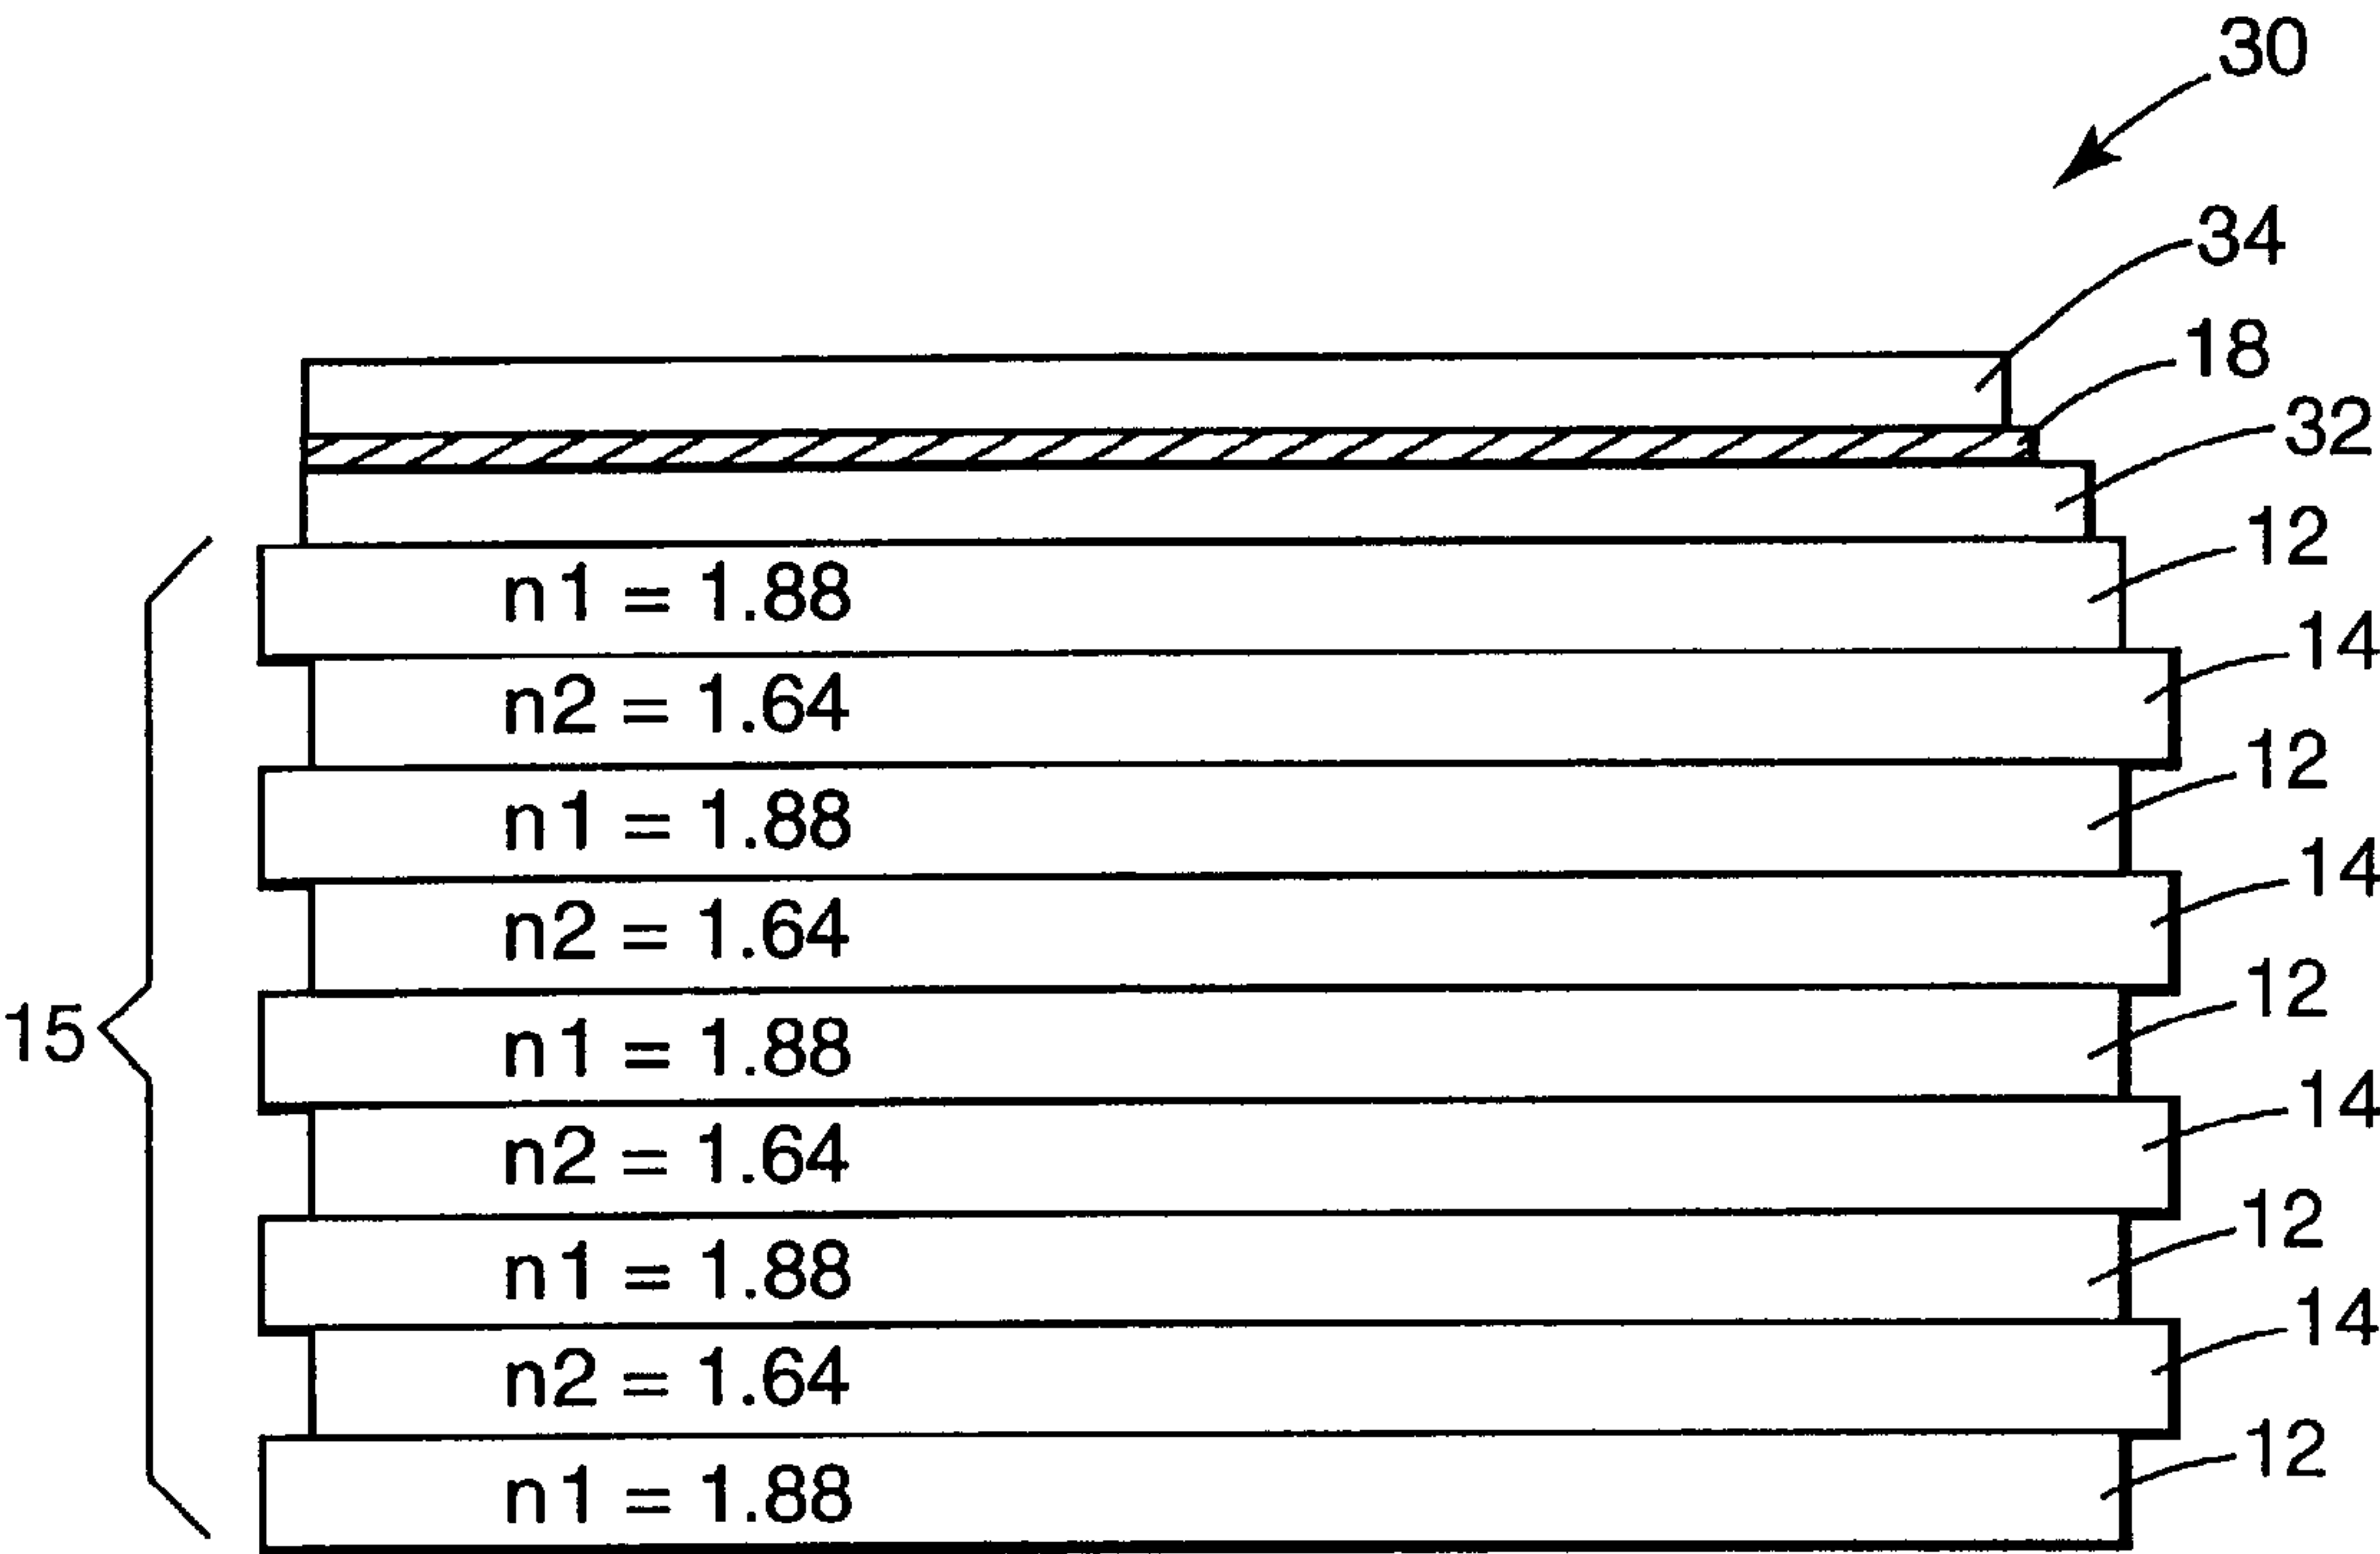 30
34
18
32
n1 = 1.88 12
n2 = 1.64 14
n1 = 1.88 12
n2 = 1.64 14
15 n1 = 1.88 12
n2 = 1.64 14
n1 = 1.88 12
n2 = 1.64 14
n1 = 1.88 12